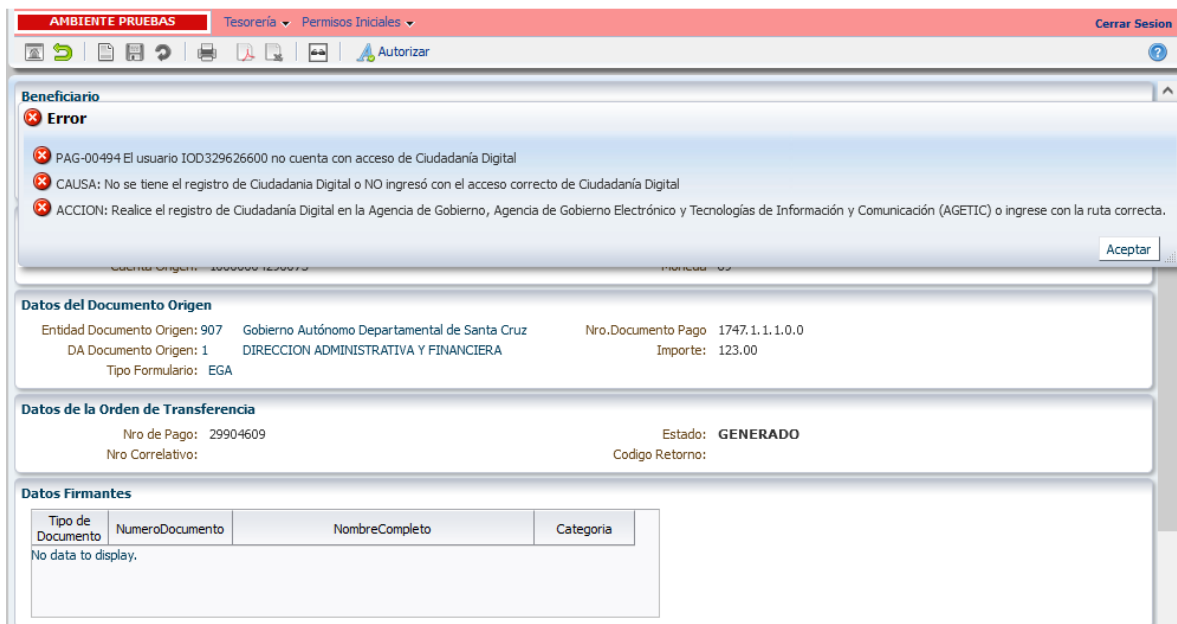 AMBIENTE PRUEBAS Tesorería Permisos Iniciales Cerrar Sesion
Autorizar
Beneficiario
Error
PAG-00494 El usuario IOD329626600 no cuenta con acceso de Ciudadanía Digital
CAUSA: No se tiene el registro de Ciudadania Digital o NO ingresó con el acceso correcto de Ciudadanía Digital
ACCION: Realice el registro de Ciudadanía Digital en la Agencia de Gobierno, Agencia de Gobierno Electrónico y Tecnologías de Información y Comunicación (AGETIC) o ingrese con la ruta correcta.
Aceptar
Cuenta Origen: Moneda 69
Datos del Documento Origen
Entidad Documento Origen: 907 Gobierno Autónomo Departamental de Santa Cruz Nro.Documento Pago 1747.1.1.1.0.0
DA Documento Origen: 1 DIRECCION ADMINISTRATIVA Y FINANCIERA Importe: 123.00
Tipo Formulario: EGA
Datos de la Orden de Transferencia
Nro de Pago: 29904609 Estado: GENERADO
Nro Correlativo: Codigo Retorno:
Datos Firmantes
Tipo de Documento NumeroDocumento NombreCompleto Categoria
No data to display.